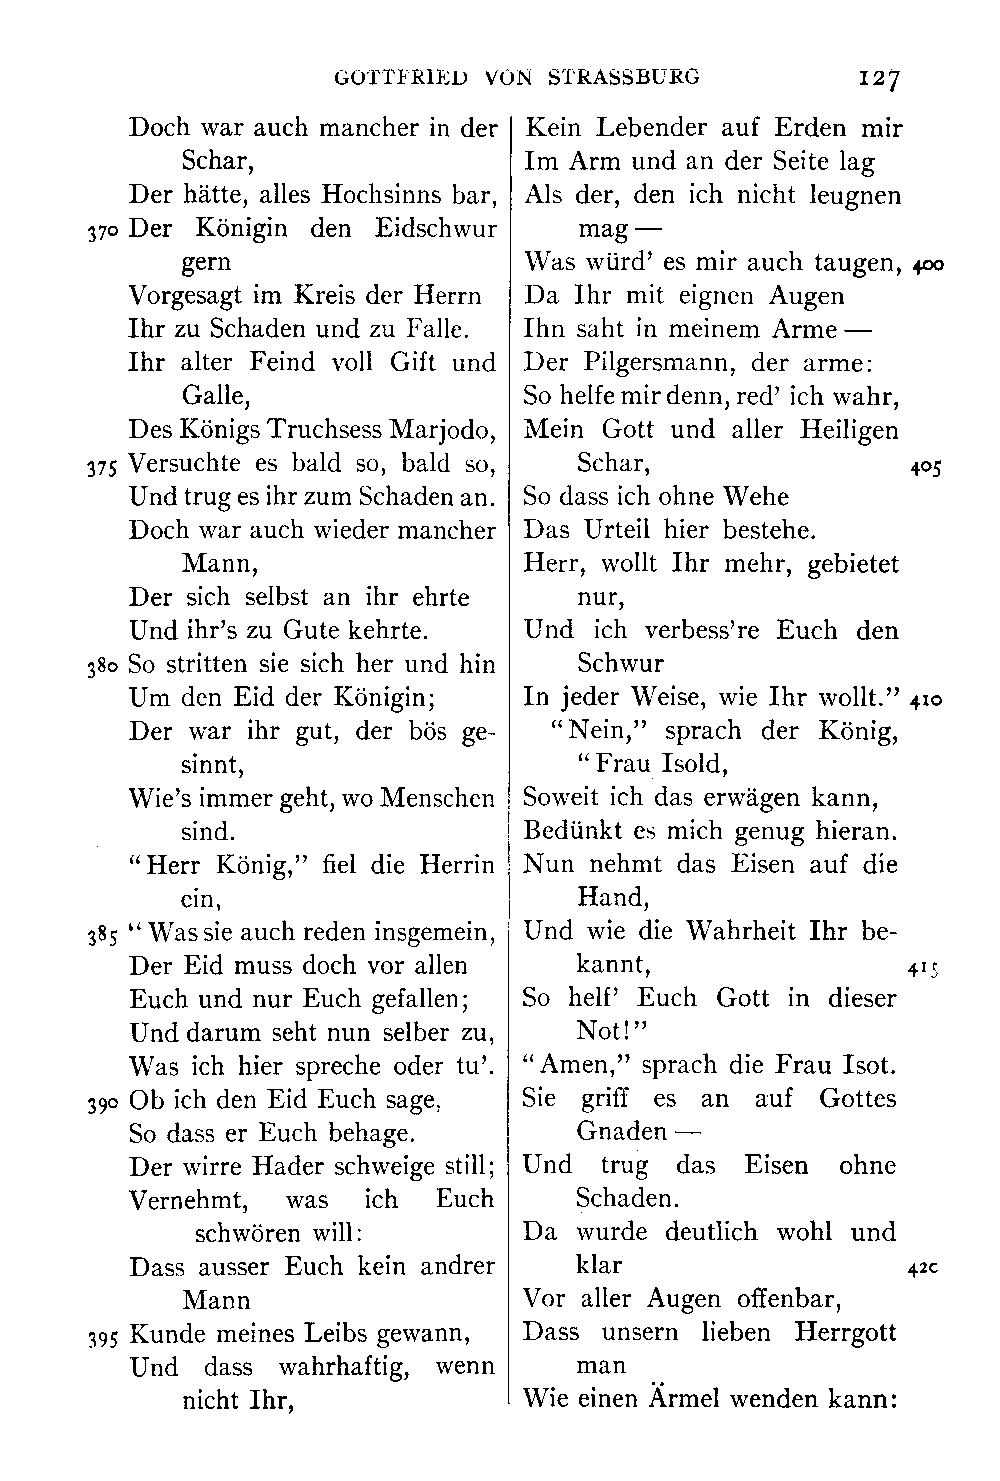 GOTTFRIED VON STRASSBURG 127
Doch war auch mancher in der
Schar,
Der hätte, alles Hochsinns bar,
370 Der Königin den Eidschwur
gern
Vorgesagt im Kreis der Herrn
Ihr zu Schaden und zu Falle.
Ihr alter Feind voll Gift und
Galle,
Des Königs Truchsess Marjodo,
375 Versuchte es bald so, bald so,
Und trug es ihr zum Schaden an.
Doch war auch wieder mancher
Mann,
Der sich selbst an ihr ehrte
Und ihr's zu Gute kehrte.
380 So stritten sie sich her und hin
Um den Eid der Königin;
Der war ihr gut, der bös ge-
sinnt,
Wie's immer geht, wo Menschen
sind.
“Herr König,” fiel die Herrin
ein,
385 “Was sie auch reden insgemein,
Der Eid muss doch vor allen
Euch und nur Euch gefallen;
Und darum seht nun selber zu,
Was ich hier spreche oder tu'.
390 Ob ich den Eid Euch sage,
So dass er Euch behage.
Der wirre Hader schweige still;
Vernehmt, was ich Euch
schwören will:
Dass ausser Euch kein andrer
Mann
395 Kunde meines Leibs gewann,
Und dass wahrhaftig, wenn
nicht Ihr,
Kein Lebender auf Erden mir
Im Arm und an der Seite lag
Als der, den ich nicht leugnen
mag —
Was würd' es mir auch taugen, 400
Da Ihr mit eignen Augen
Ihn saht in meinem Arme —
Der Pilgersmann, der arme:
So helfe mir denn, red' ich wahr,
Mein Gott und aller Heiligen
Schar, 405
So dass ich ohne Wehe
Das Urteil hier bestehe.
Herr, wollt Ihr mehr, gebietet
nur,
Und ich verbess're Euch den
Schwur
In jeder Weise, wie Ihr wollt.” 410
“Nein,” sprach der König,
“Frau Isold,
Soweit ich das erwägen kann,
Bedünkt es mich genug hieran.
Nun nehmt das Eisen auf die
Hand,
Und wie die Wahrheit Ihr be-
kannt, 415
So helf' Euch Gott in dieser
Not!”
“Amen,” sprach die Frau Isot.
Sie griff es an auf Gottes
Gnaden —
Und trug das Eisen ohne
Schaden.
Da wurde deutlich wohl und
klar 420
Vor aller Augen offenbar,
Dass unsern lieben Herrgott
man
Wie einen Ärmel wenden kann: